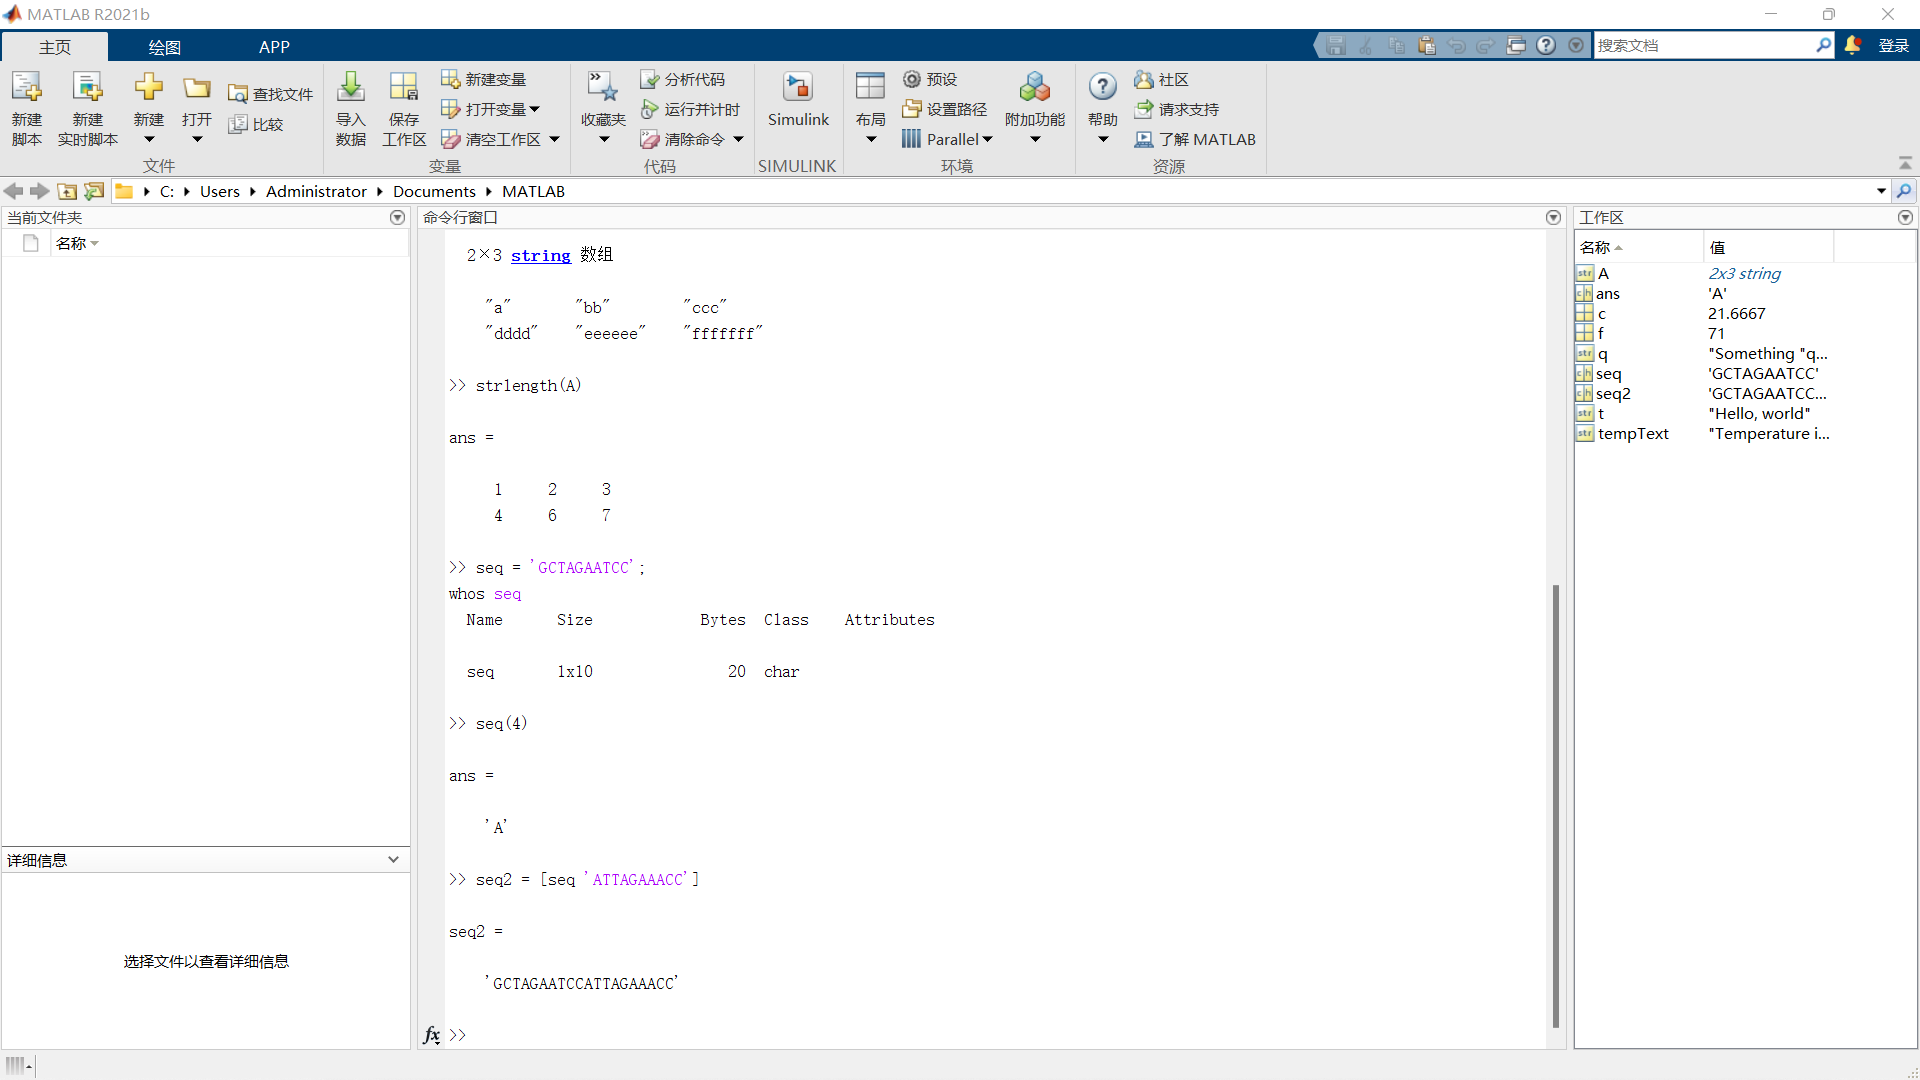 MATLAB R2021b
主页 绘图 APP
搜索文档 登录
新建脚本
新建实时脚本
新建
打开
查找文件
比较
文件
导入数据
保存工作区
新建变量
打开变量
清空工作区
变量
收藏夹
分析代码
运行并计时
清除命令
代码
Simulink
SIMULINK
布局
预设
设置路径
Parallel
附加功能
环境
帮助
社区
请求支持
了解 MATLAB
资源
C: Users Administrator Documents MATLAB
当前文件夹
名称
详细信息
选择文件以查看详细信息
命令行窗口
2×3 string 数组
"a" "bb" "ccc"
"dddd" "eeeeee" "fffffff"
>> strlength(A)
ans =
1 2 3
4 6 7
>> seq = 'GCTAGAATCC';
whos seq
Name Size Bytes Class Attributes
seq 1x10 20 char
>> seq(4)
ans =
'A'
>> seq2 = [seq 'ATTAGAAACC']
seq2 =
'GCTAGAATCCATTAGAAACC'
fx >>
工作区
名称 值
A 2x3 string
ans 'A'
c 21.6667
f 71
q "Something "q...
seq 'GCTAGAATCC'
seq2 'GCTAGAATCC...
t "Hello, world"
tempText "Temperature i...